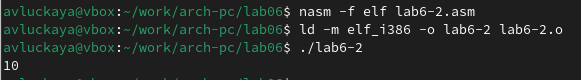 avluckaya@vbox:~/work/arch-pc/lab06$ nasm -f elf lab6-2.asm
avluckaya@vbox:~/work/arch-pc/lab06$ ld -m elf_i386 -o lab6-2 lab6-2.o
avluckaya@vbox:~/work/arch-pc/lab06$ ./lab6-2
10